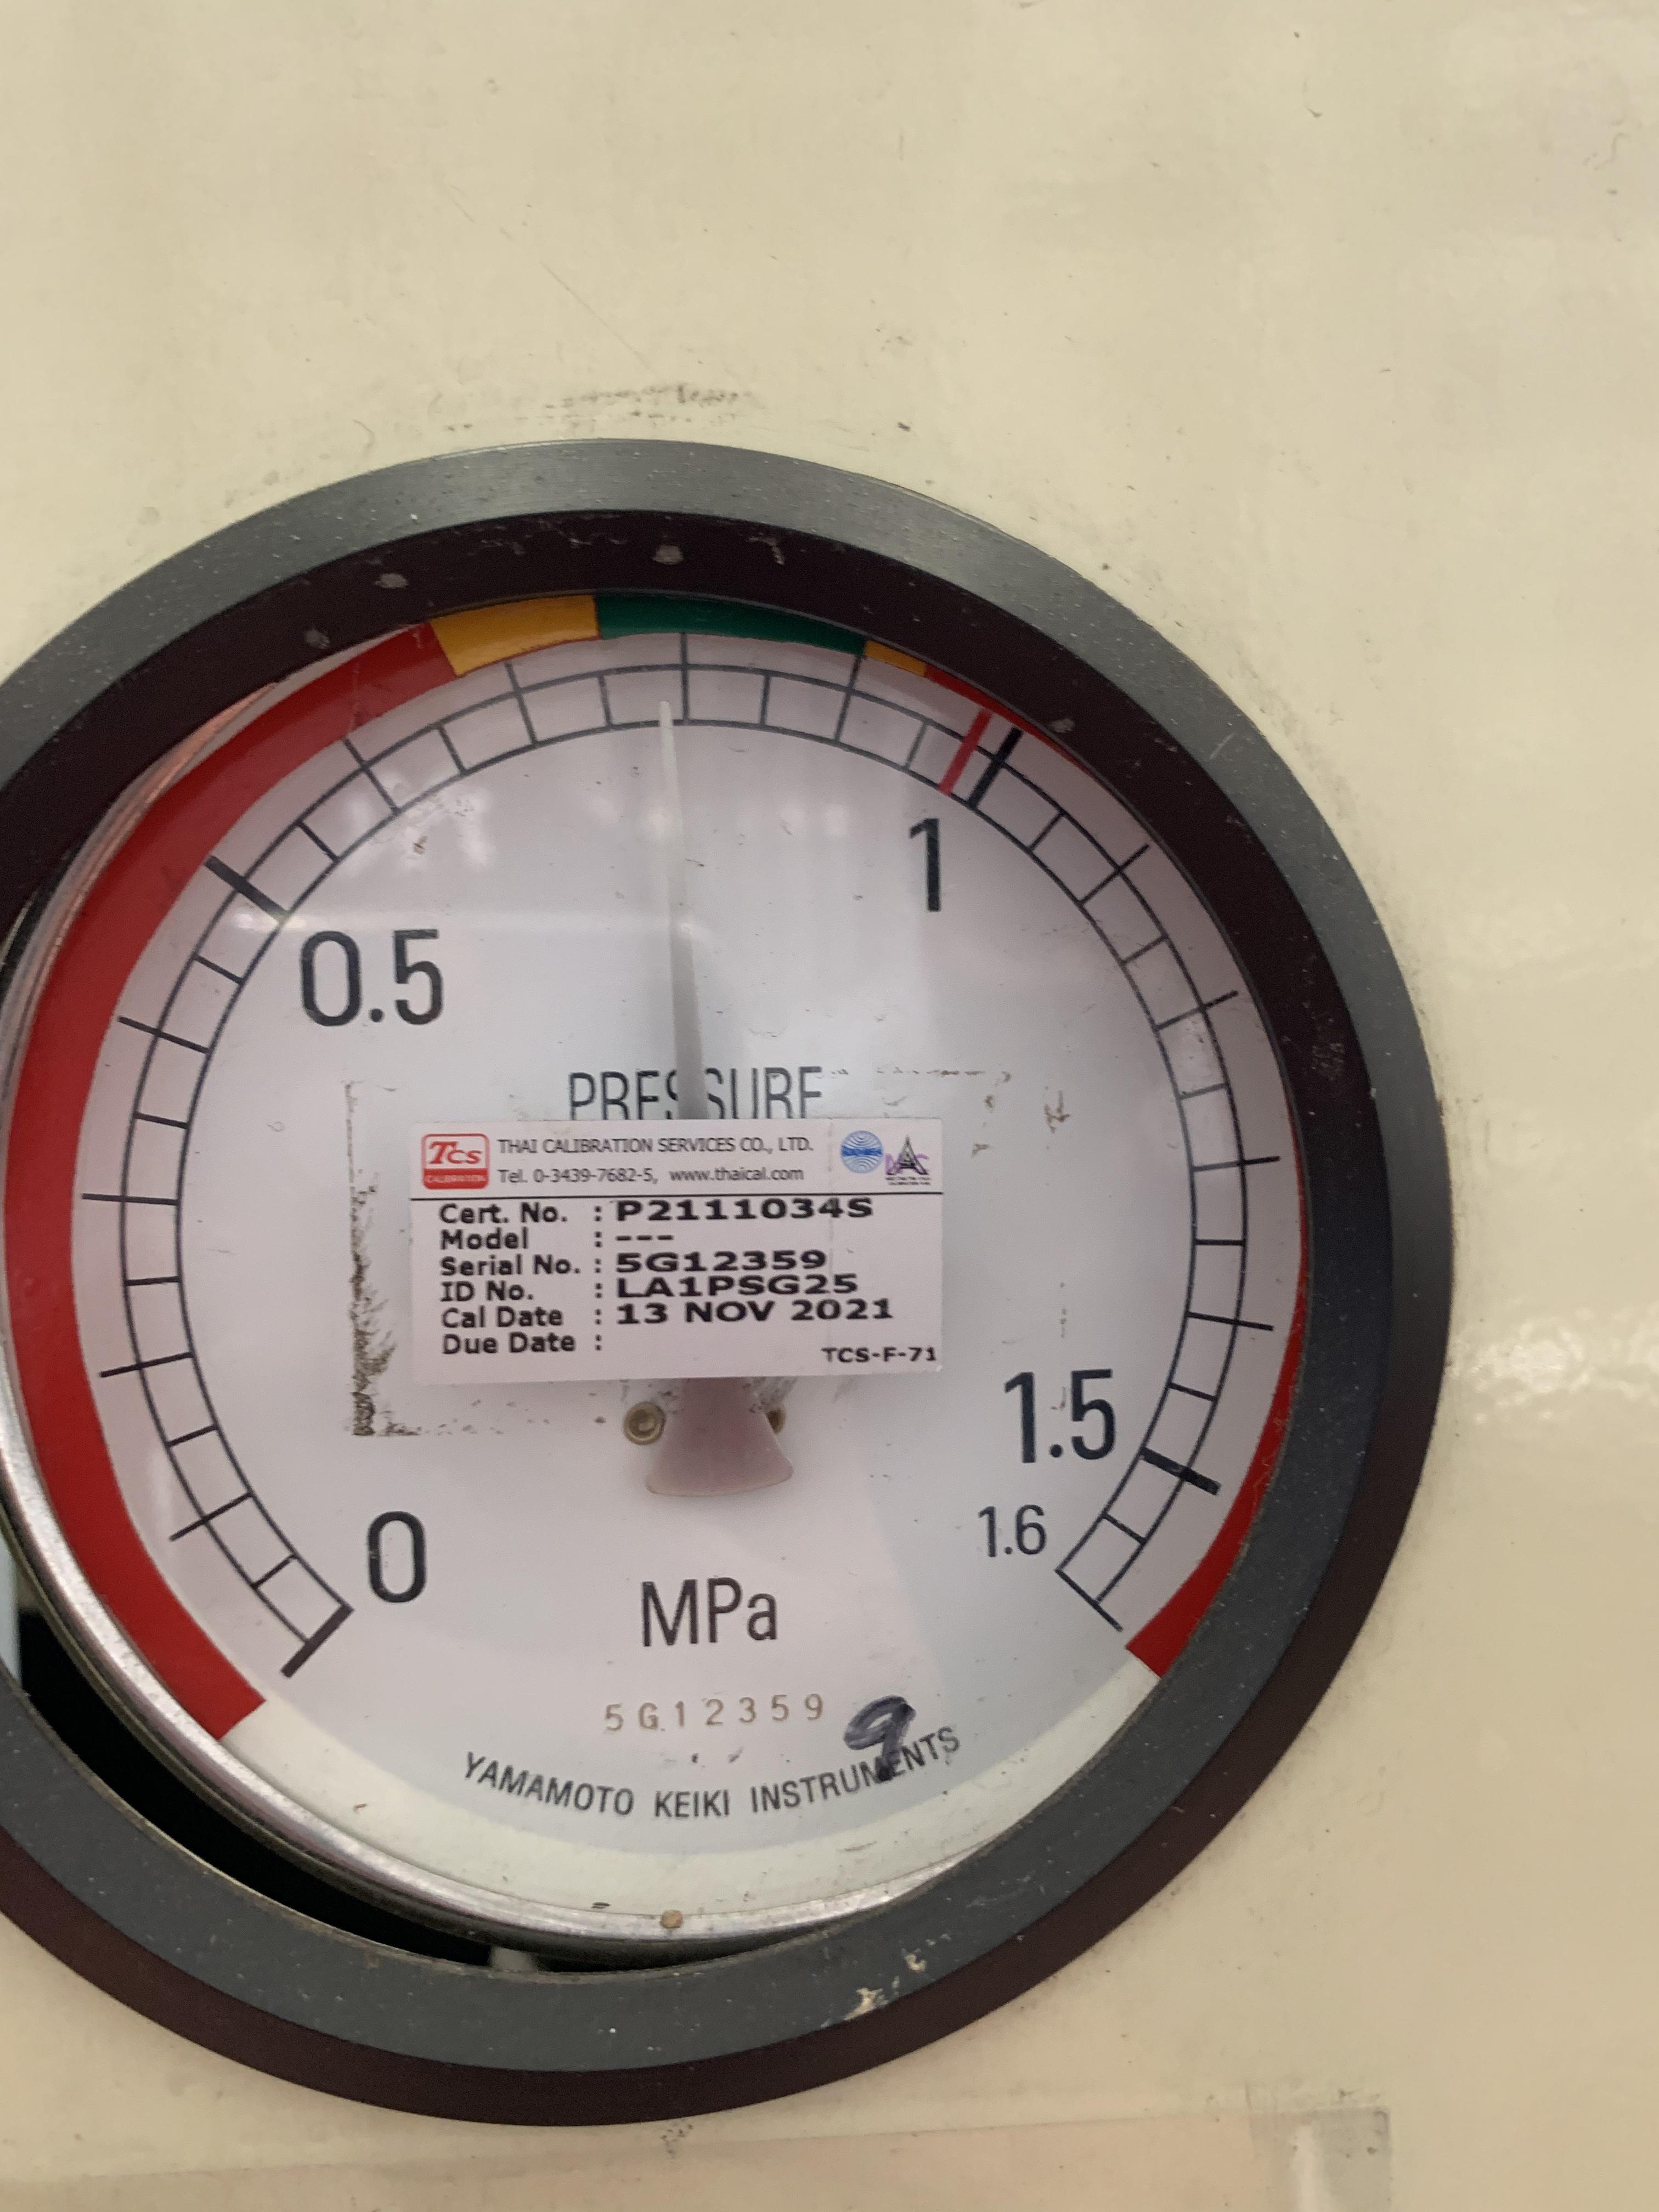 1
0.5
PRESSURE
TCS
CALIBRATION
THAI CALIBRATION SERVICES CO., LTD.
Tel. 0-3439-7682-5, www.thaical.com
Cert. No. : P2111034S
Model : ---
Serial No. : 5G12359
ID No. : LA1PSG25
Cal Date : 13 NOV 2021
Due Date :
TCS-F-71
1.5
1.6
0
MPa
5G12359
9
YAMAMOTO KEIKI INSTRUMENTS